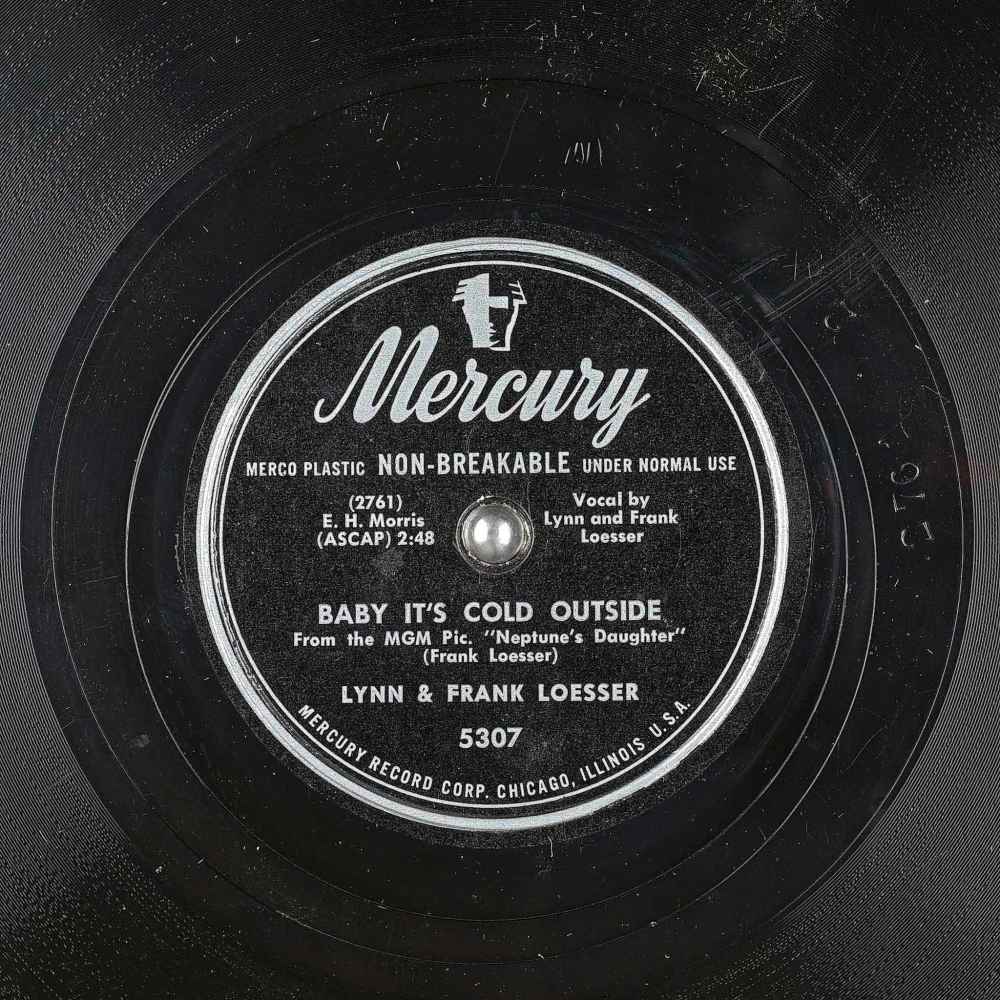 Mercury
MERCO PLASTIC NON-BREAKABLE UNDER NORMAL USE
(2761)
E. H. Morris
(ASCAP) 2:48
Vocal by
Lynn and Frank
Loesser
BABY IT'S COLD OUTSIDE
From the MGM Pic. "Neptune's Daughter"
(Frank Loesser)
LYNN & FRANK LOESSER
5307
MERCURY RECORD CORP. CHICAGO, ILLINOIS U.S.A.